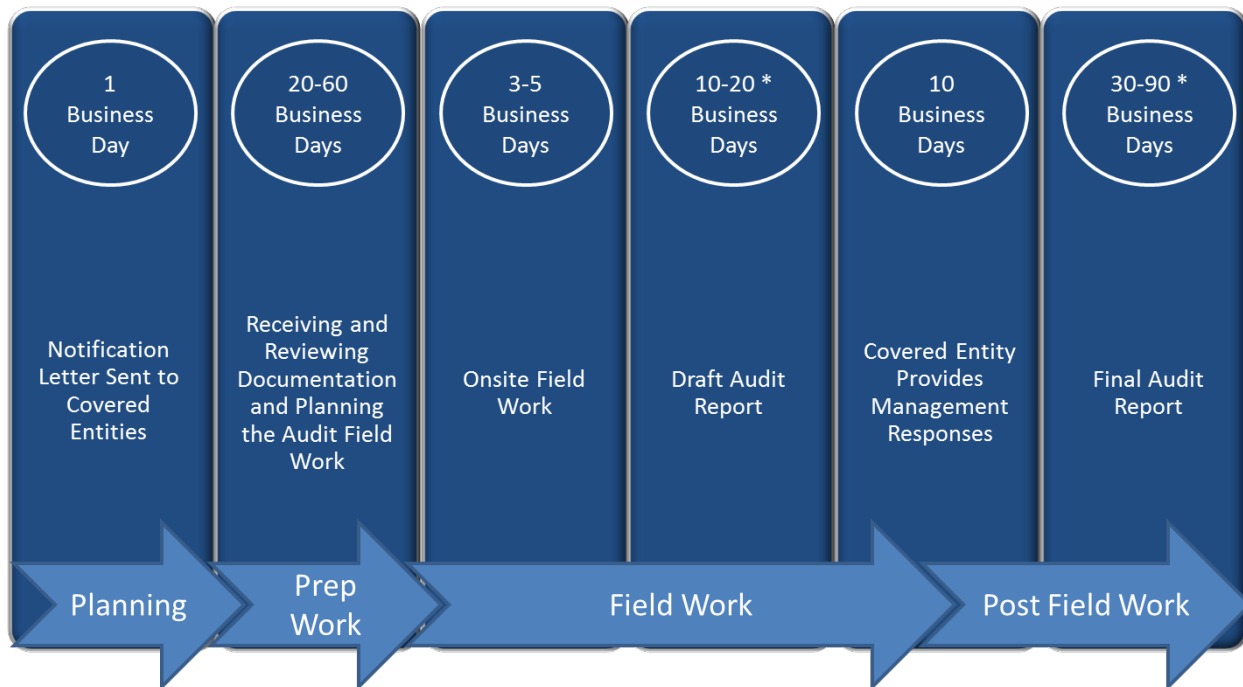 1
Business
Day
Notification
Letter Sent to
Covered
Entities
20-60
Business
Days
Receiving and
Reviewing
Documentation
and Planning
the Audit Field
Work
3-5
Business
Days
Onsite Field
Work
10-20 *
Business
Days
Draft Audit
Report
10
Business
Days
Covered Entity
Provides
Management
Responses
30-90 *
Business
Days
Final Audit
Report
Planning
Prep
Work
Field Work
Post Field Work